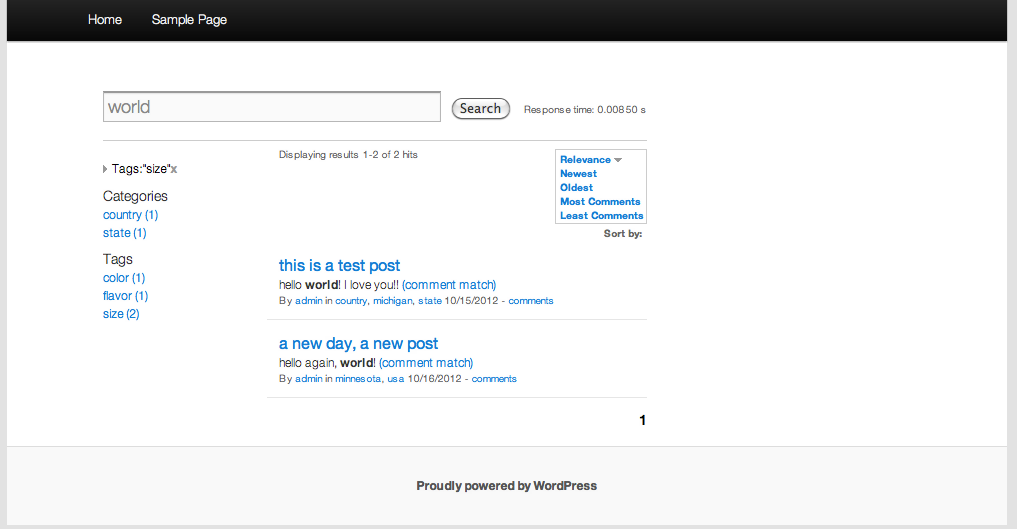 Home Sample Page
world Search Response time: 0.00850 s
Tags:"size"x
Categories
country (1)
state (1)
Tags
color (1)
flavor (1)
size (2)
Displaying results 1-2 of 2 hits
Relevance
Newest
Oldest
Most Comments
Least Comments
Sort by:
this is a test post
hello world! I love you!! (comment match)
By admin in country, michigan, state 10/15/2012 - comments
a new day, a new post
hello again, world! (comment match)
By admin in minnesota, usa 10/16/2012 - comments
1
Proudly powered by WordPress